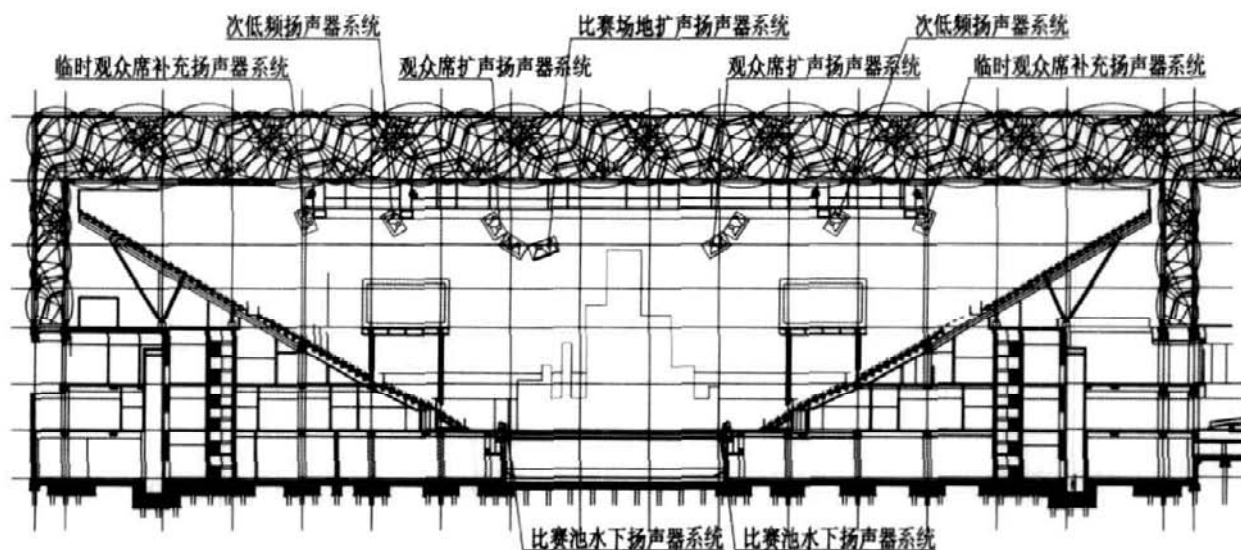 次低频扬声器系统
比赛场地扩声扬声器系统
次低频扬声器系统
临时观众席补充扬声器系统
观众席扩声扬声器系统
观众席扩声扬声器系统
临时观众席补充扬声器系统
比赛池水下扬声器系统
比赛池水下扬声器系统